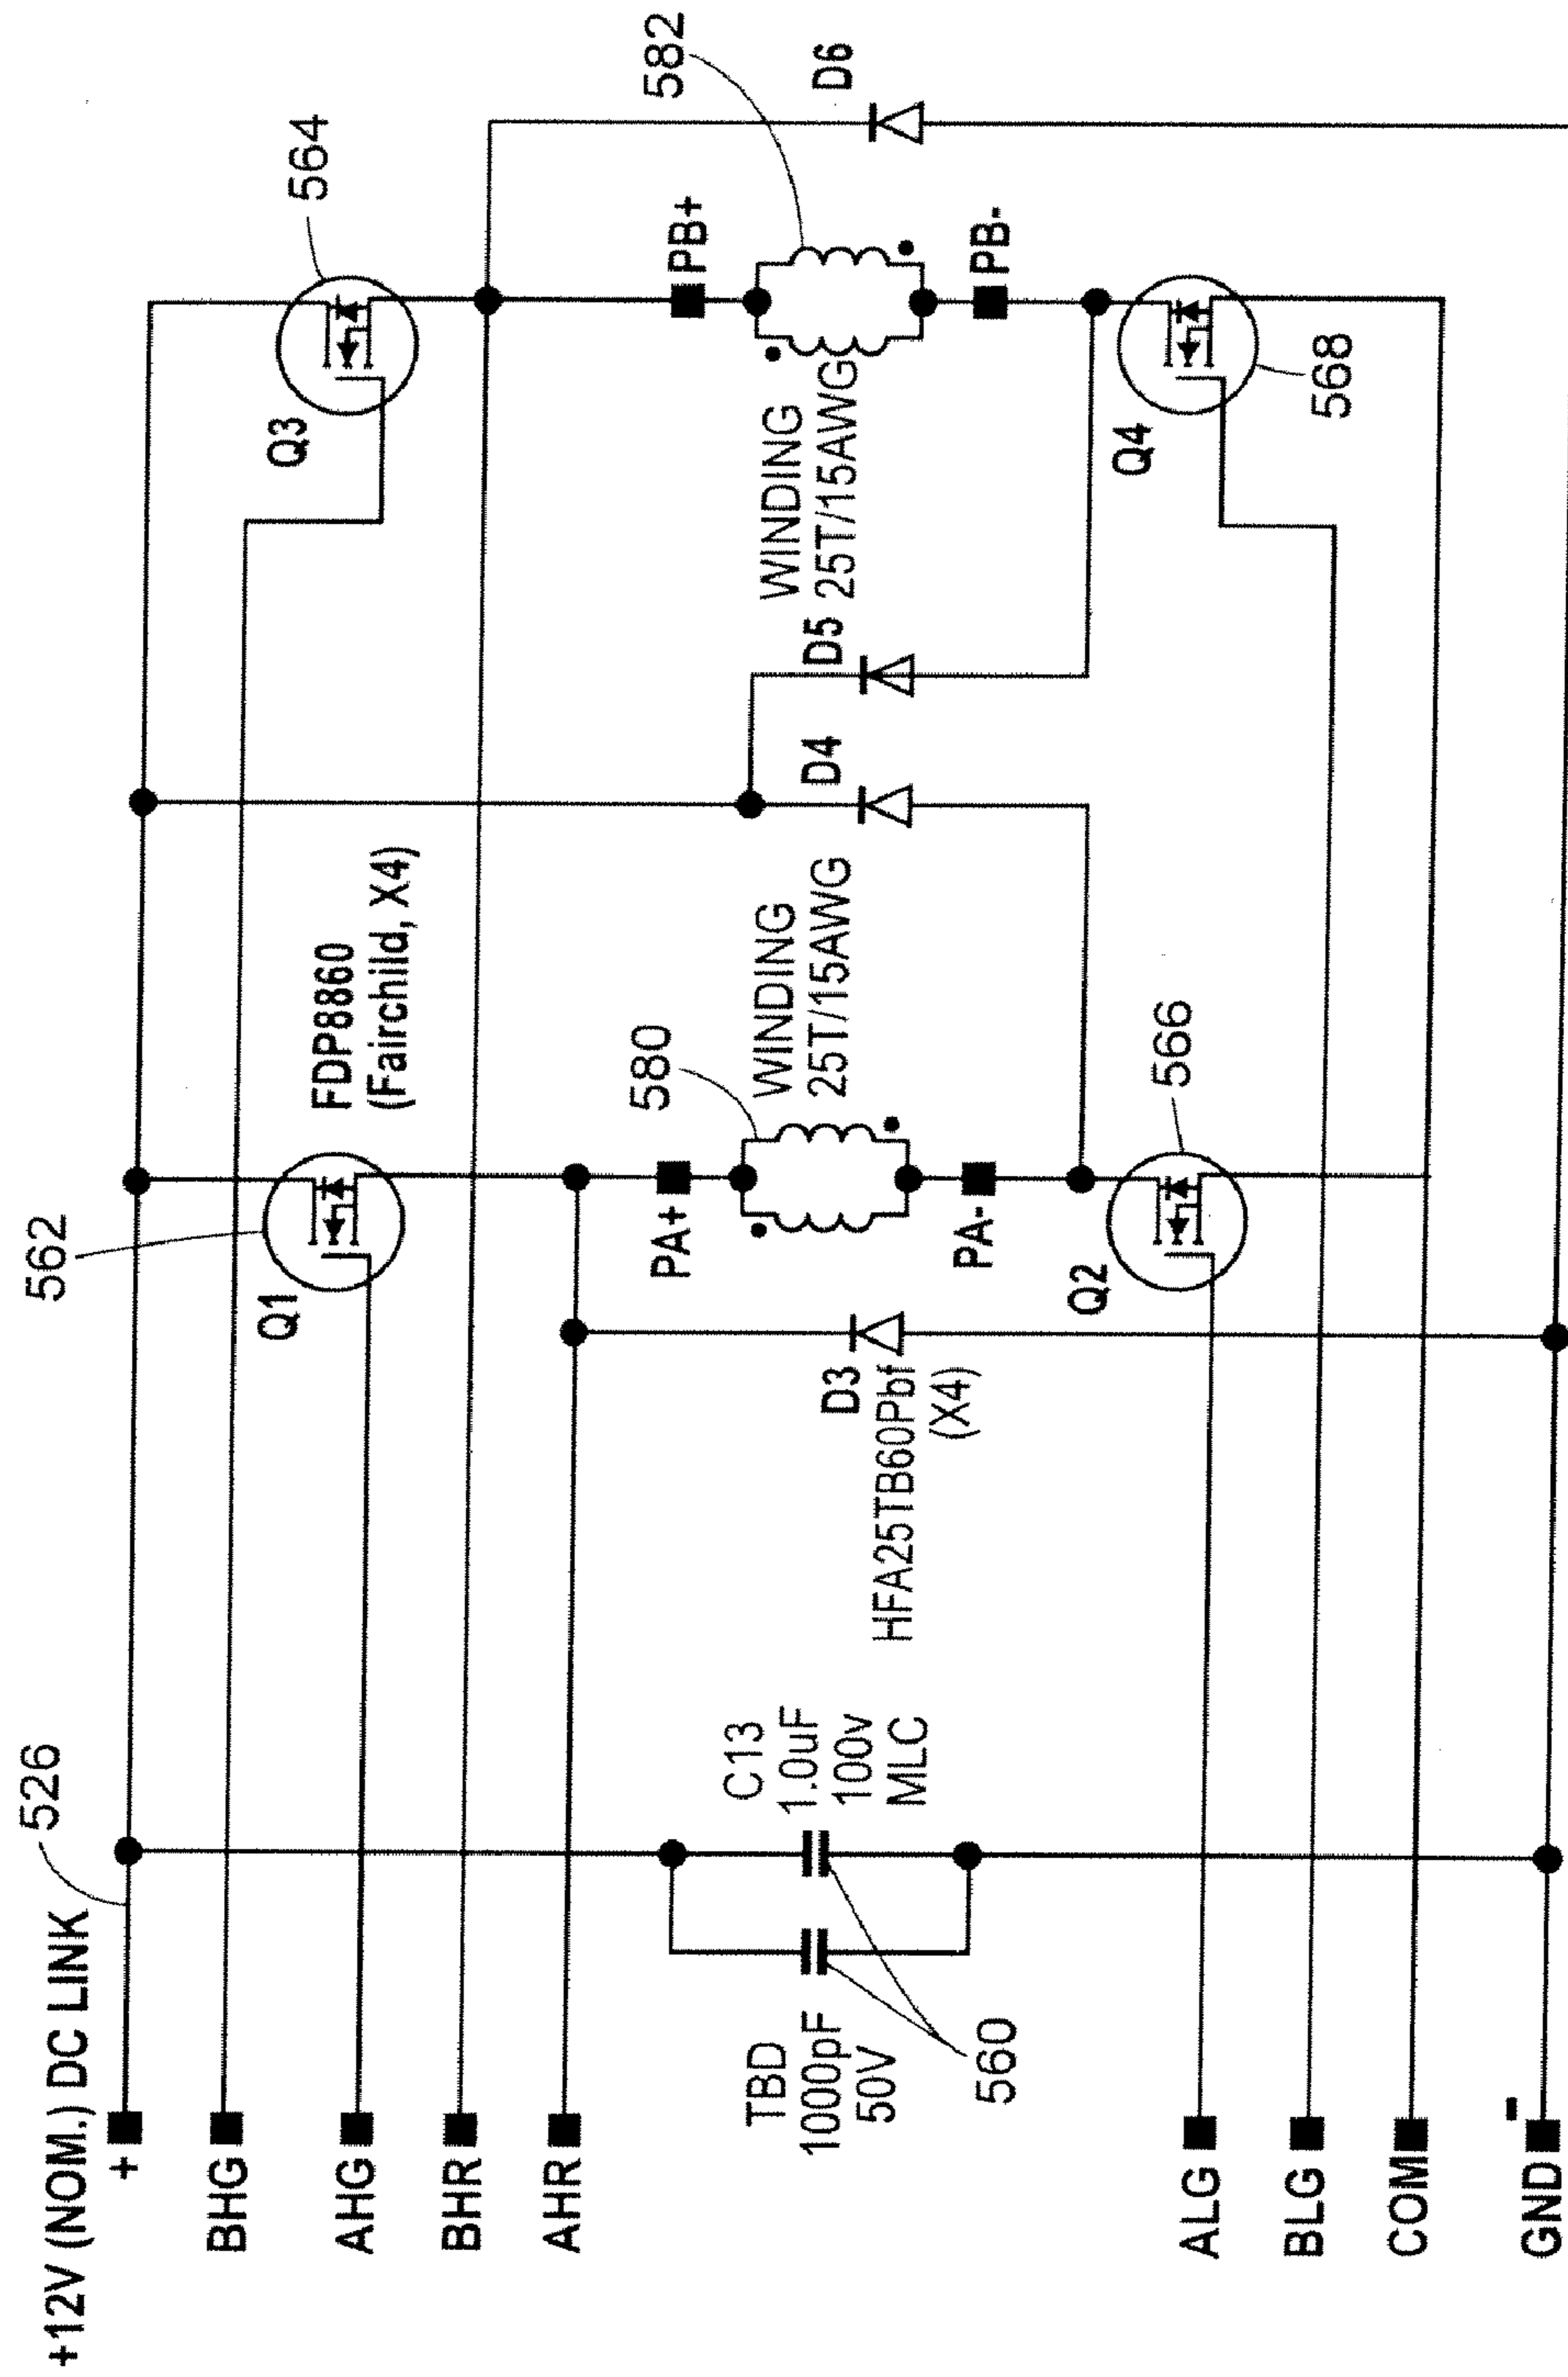 +12V (NOM.) DC LINK
526
+
BHG
AHG
BHR
AHR
ALG
BLG
COM
GND
-
TBD
1000pF
50V
560
C13
1.0uF
100v
MLC
562
Q1
FDP8860
(Fairchild, X4)
580
PA+
PA-
WINDING
25T/15AWG
D3
HFA25TB60Pbf
(X4)
Q2
566
D4
D5
Q3
564
WINDING
25T/15AWG
PB+
PB-
582
D6
Q4
568